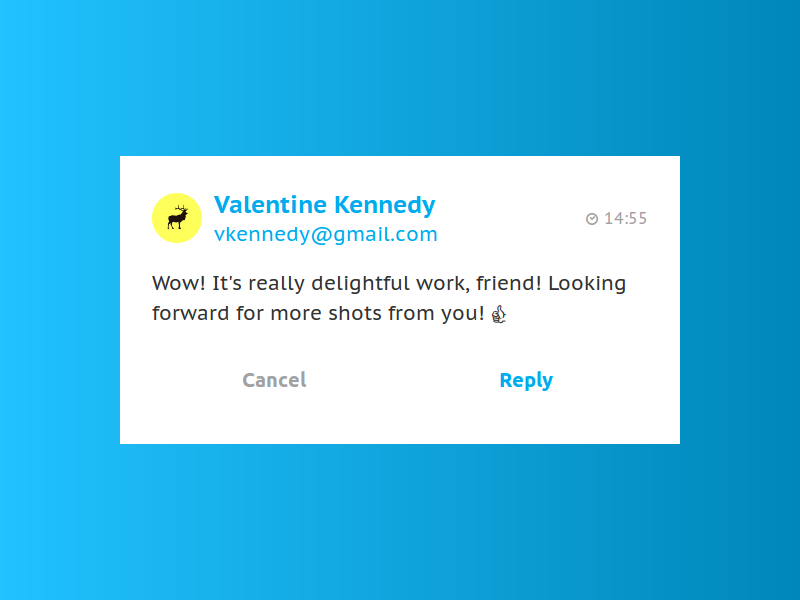 Valentine Kennedy
vkennedy@gmail.com
14:55
Wow! It's really delightful work, friend! Looking
forward for more shots from you! 👍
Cancel
Reply